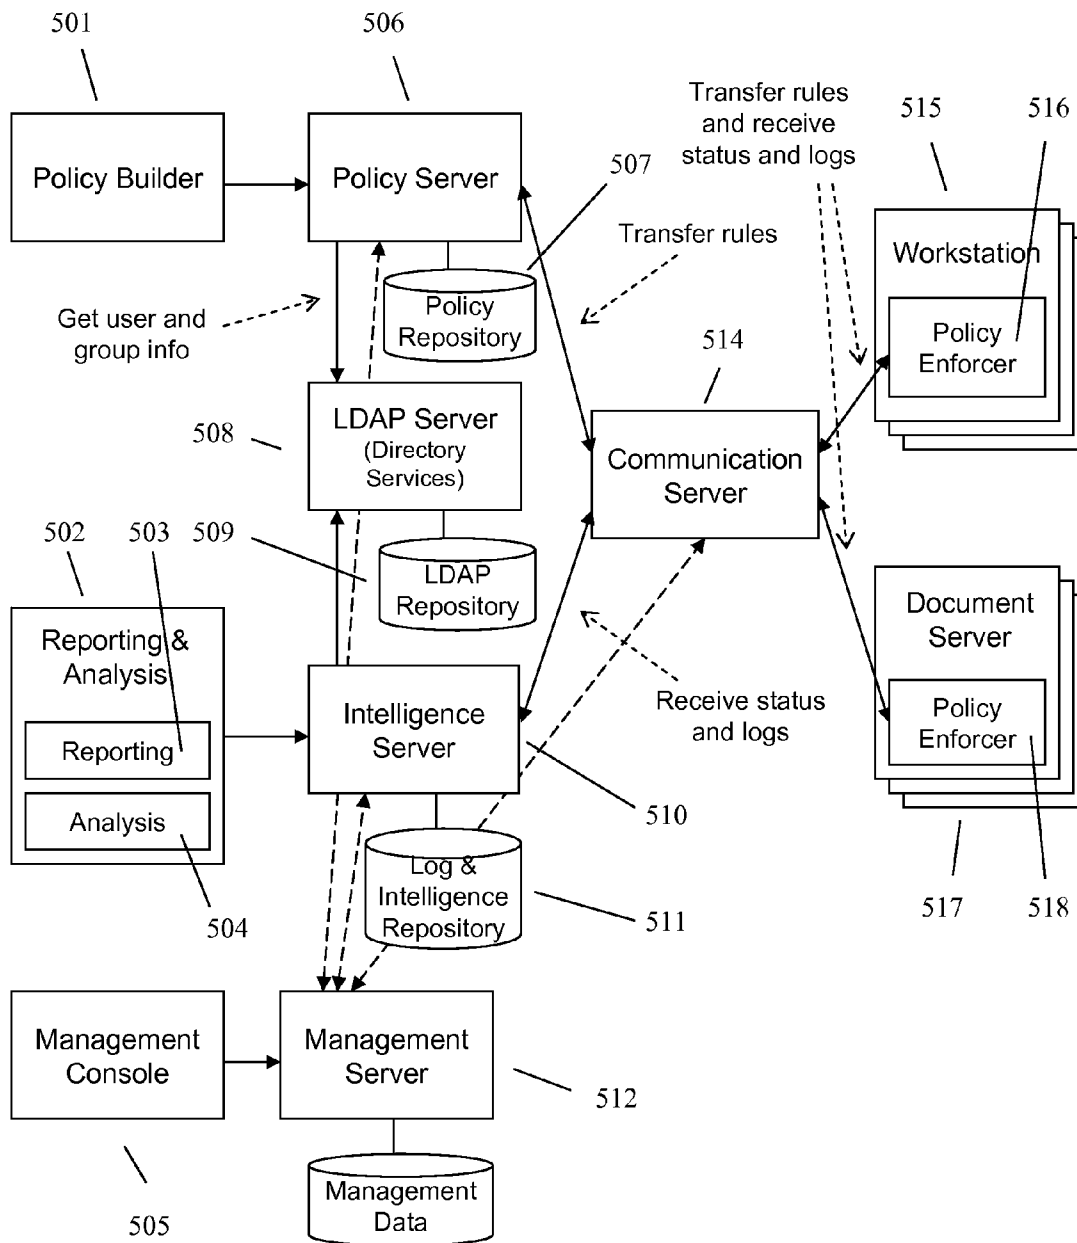 501
506
Transfer rules
and receive
status and logs
515
516
Policy Builder
Policy Server
507
Transfer rules
Workstation
Policy
Enforcer
Policy
Repository
Get user and
group info
514
508
LDAP Server
(Directory
Services)
Communication
Server
502
503
509
LDAP
Repository
Document
Server
Reporting &
Analysis
Intelligence
Server
Receive status
and logs
Policy
Enforcer
Reporting
Analysis
510
Log &
Intelligence
Repository
504
511
517
518
Management
Console
Management
Server
512
505
Management
Data